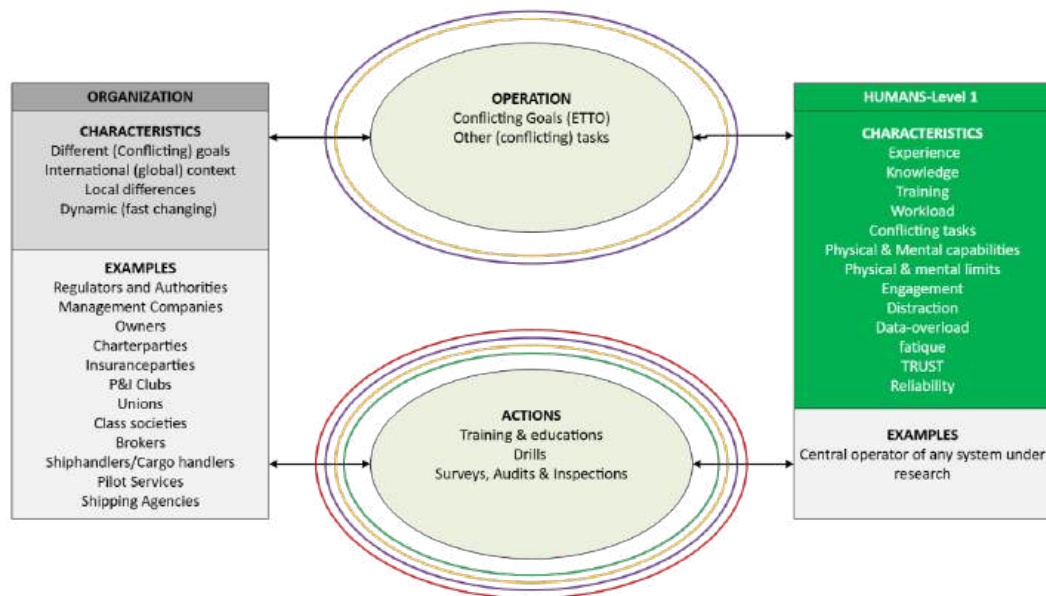 ORGANIZATION
CHARACTERISTICS
Different (Conflicting) goals
International (global) context
Local differences
Dynamic (fast changing)
EXAMPLES
Regulators and Authorities
Management Companies
Owners
Charterparties
Insuranceparties
P&I Clubs
Unions
Class societies
Brokers
Shiphandlers/Cargo handlers
Pilot Services
Shipping Agencies
OPERATION
Conflicting Goals (ETTO)
Other (conflicting) tasks
ACTIONS
Training & educations
Drills
Surveys, Audits & Inspections
HUMANS-Level 1
CHARACTERISTICS
Experience
Knowledge
Training
Workload
Conflicting tasks
Physical & Mental capabilities
Physical & mental limits
Engagement
Distraction
Data-overload
fatique
TRUST
Reliability
EXAMPLES
Central operator of any system under
research